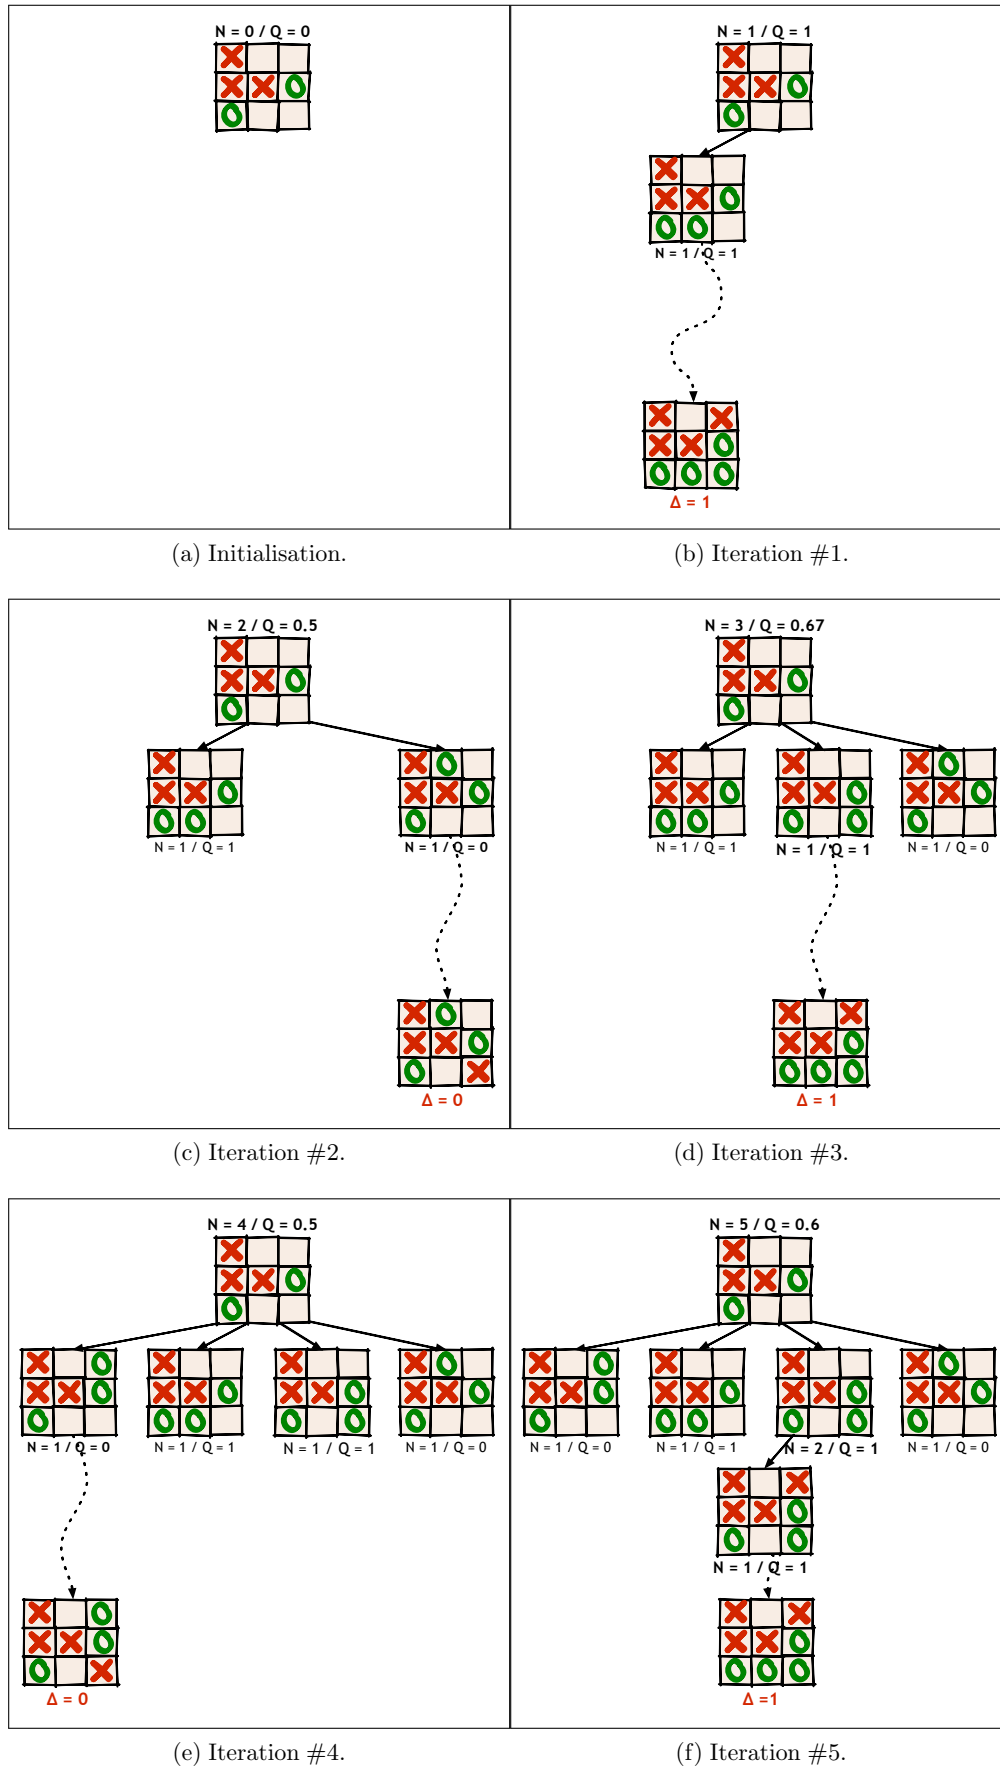 N = 0 / Q = 0
N = 1 / Q = 1
N = 1 / Q = 1
Δ = 1
(a) Initialisation.
(b) Iteration #1.
N = 2 / Q = 0.5
N = 1 / Q = 1
N = 1 / Q = 0
Δ = 0
N = 3 / Q = 0.67
N = 1 / Q = 1
N = 1 / Q = 1
N = 1 / Q = 0
Δ = 1
(c) Iteration #2.
(d) Iteration #3.
N = 4 / Q = 0.5
N = 1 / Q = 0
N = 1 / Q = 1
N = 1 / Q = 1
N = 1 / Q = 0
Δ = 0
N = 5 / Q = 0.6
N = 1 / Q = 0
N = 1 / Q = 1
N = 2 / Q = 1
N = 1 / Q = 0
N = 1 / Q = 1
Δ =1
(e) Iteration #4.
(f) Iteration #5.